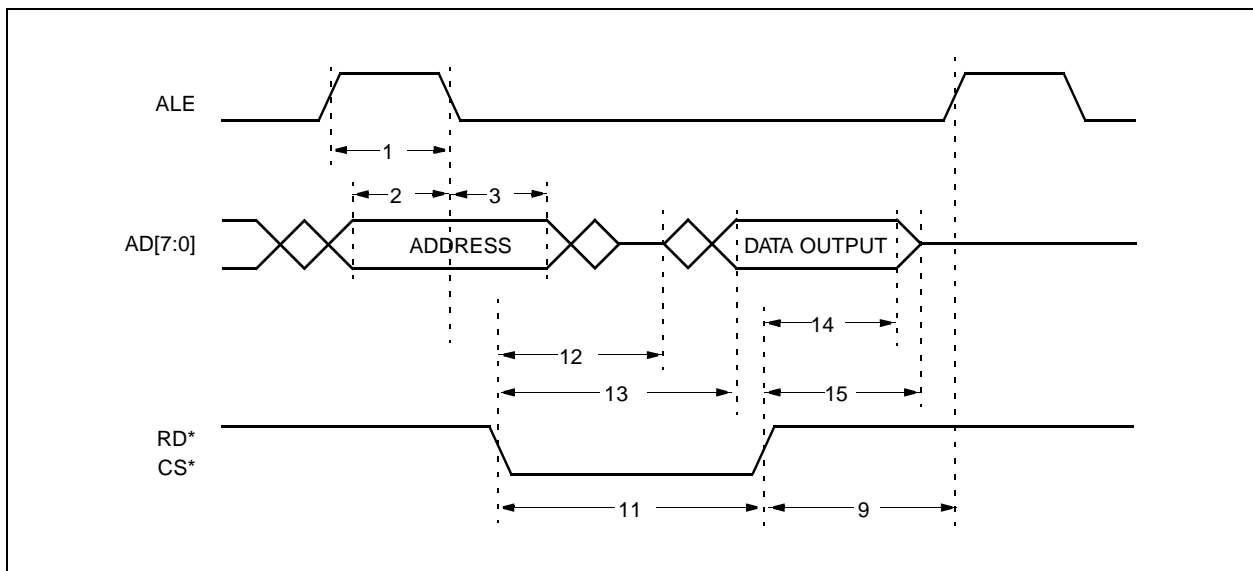 ALE
1
2
3
AD[7:0]
ADDRESS
DATA OUTPUT
14
12
13
15
RD*
CS*
11
9